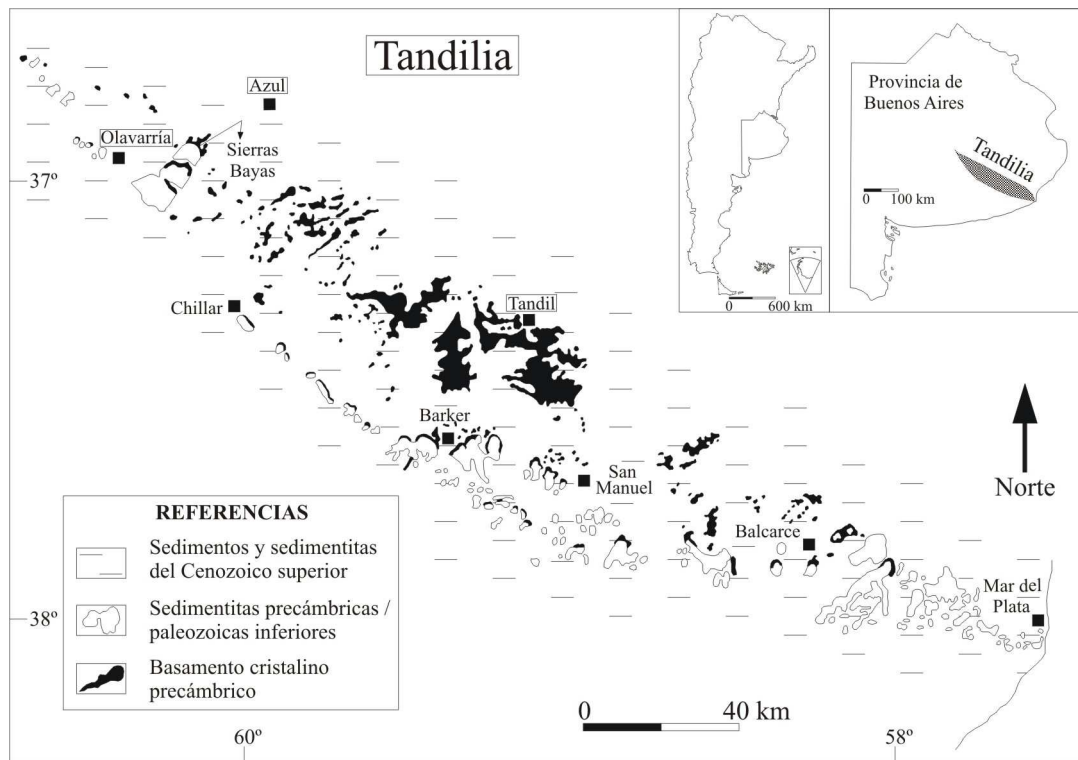 Tandilia
Azul
Olavarría
Sierras
Bayas
37º
Chillar
Tandil
Barker
San
Manuel
Balcarce
Mar del
Plata
38º
60º
58º
0 40 km
Norte
REFERENCIAS
Sedimentos y sedimentitas
del Cenozoico superior
Sedimentitas precámbricas /
paleozoicas inferiores
Basamento cristalino
precámbrico
0 600 km
Provincia de
Buenos Aires
Tandilia
0 100 km